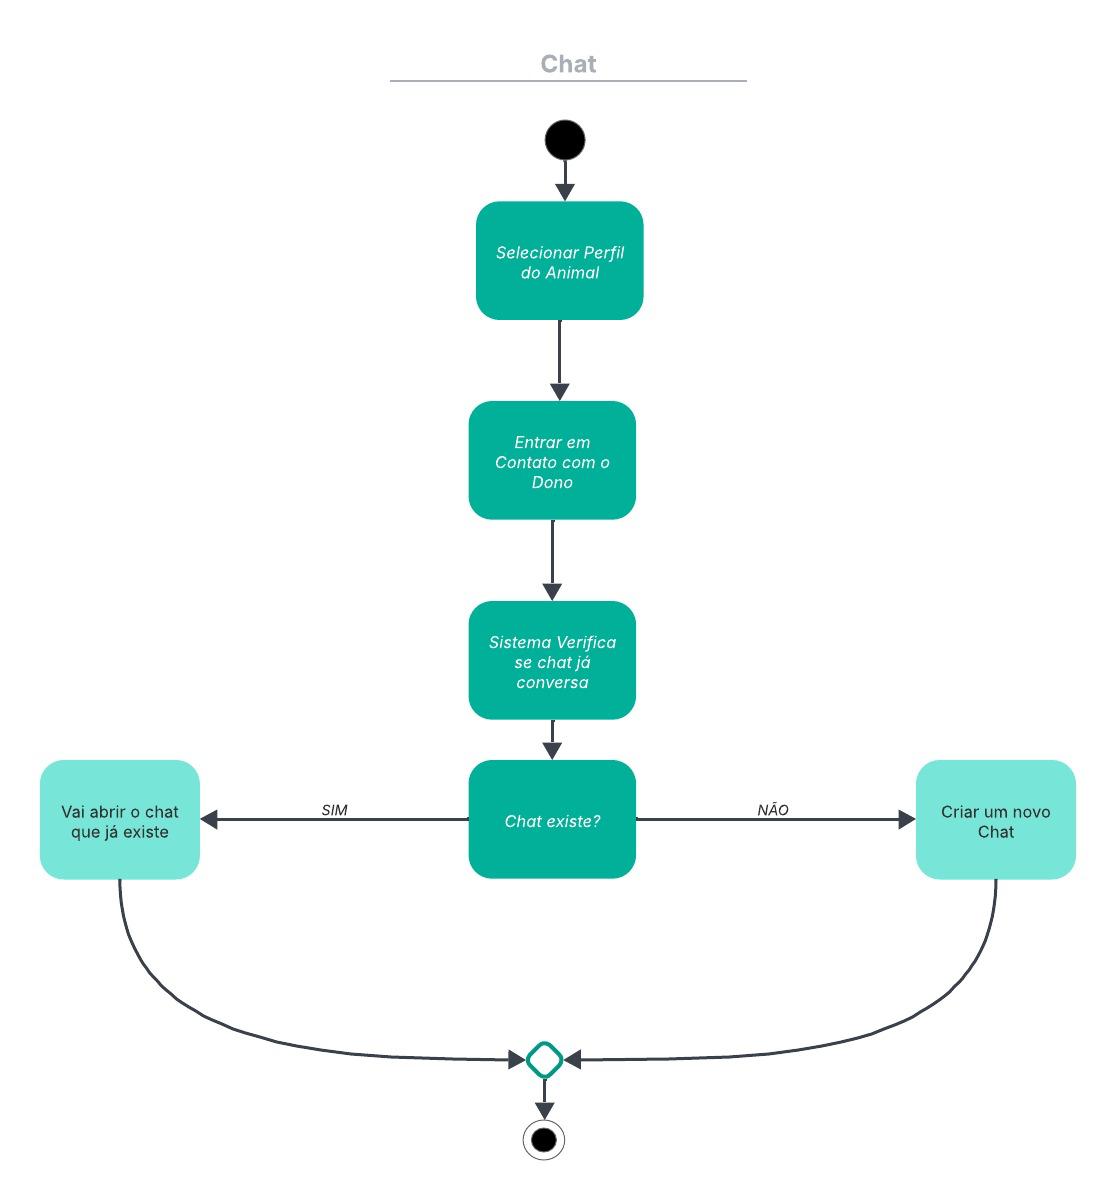 Chat
Selecionar Perfil
do Animal
Entrar em
Contato com o
Dono
Sistema Verifica
se chat já
conversa
Vai abrir o chat
que já existe
SIM
Chat existe?
NÃO
Criar um novo
Chat